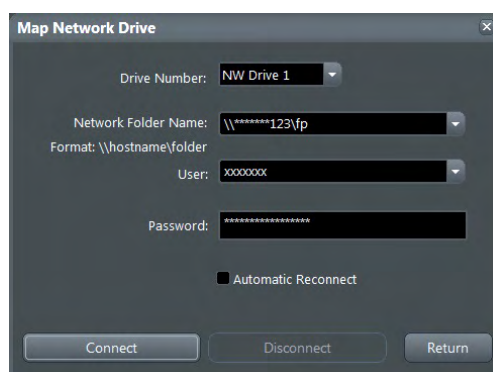 Map Network Drive
Drive Number: NW Drive 1
Network Folder Name: \\*******123\fp
Format: \\hostname\folder
User: xxxxxxx
Password: *****************
Automatic Reconnect
Connect Disconnect Return